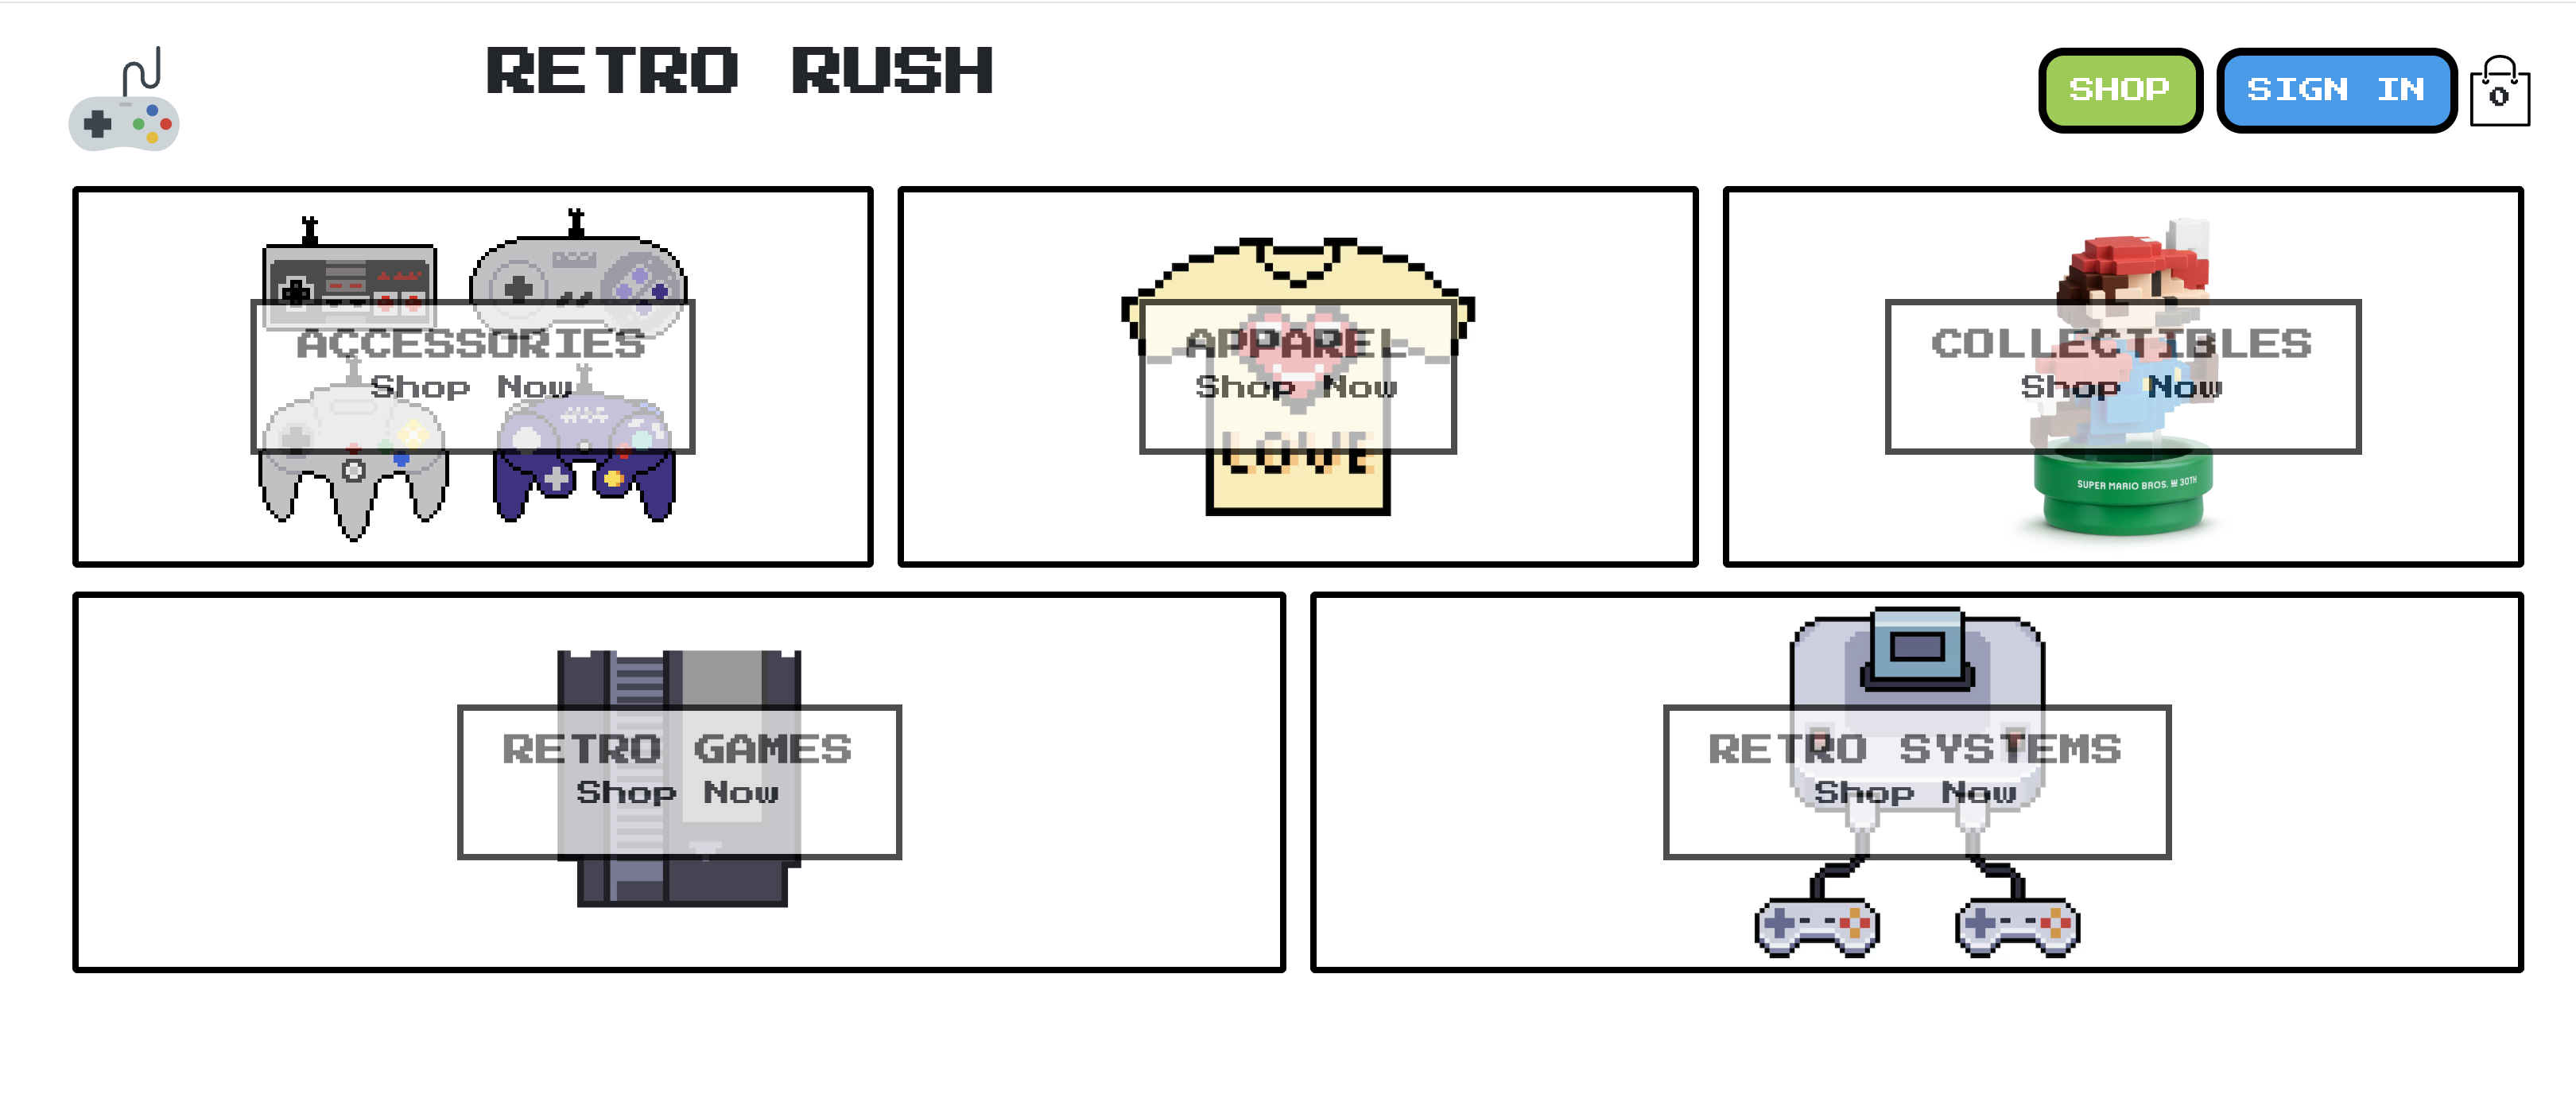 RETRO RUSH
SHOP
SIGN IN
0
ACCESSORIES
Shop Now
APPAREL
Shop Now
LOVE
COLLECTIBLES
Shop Now
SUPER MARIO BROS. 30TH
RETRO GAMES
Shop Now
RETRO SYSTEMS
Shop Now